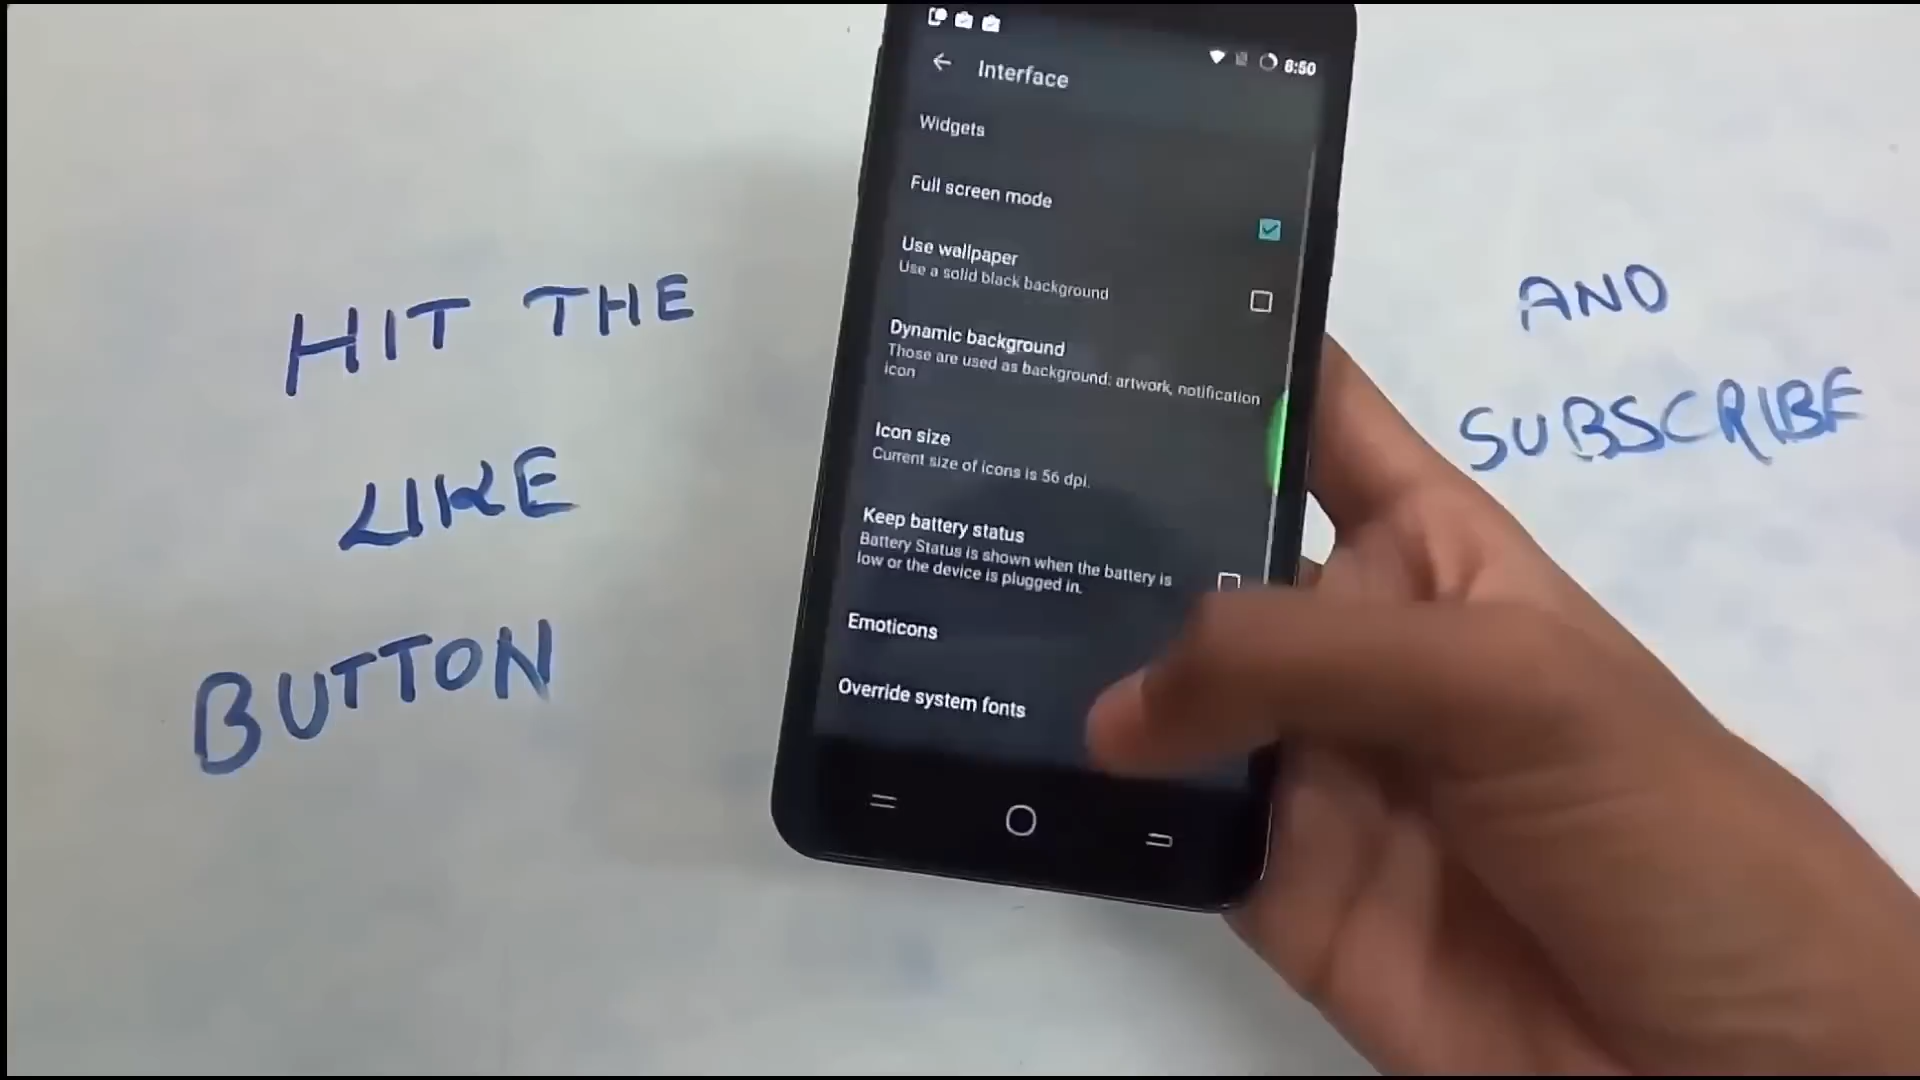 HIT THE
LIKE
BUTTON
8:50
Interface
Widgets
Full screen mode
Use wallpaper
Use a solid black background
Dynamic background
Those are used as background: artwork, notification
icon
Icon size
Current size of icons is 56 dpi.
Keep battery status
Battery Status is shown when the battery is
low or the device is plugged in.
Emoticons
Override system fonts
AND
SUBSCRIBE